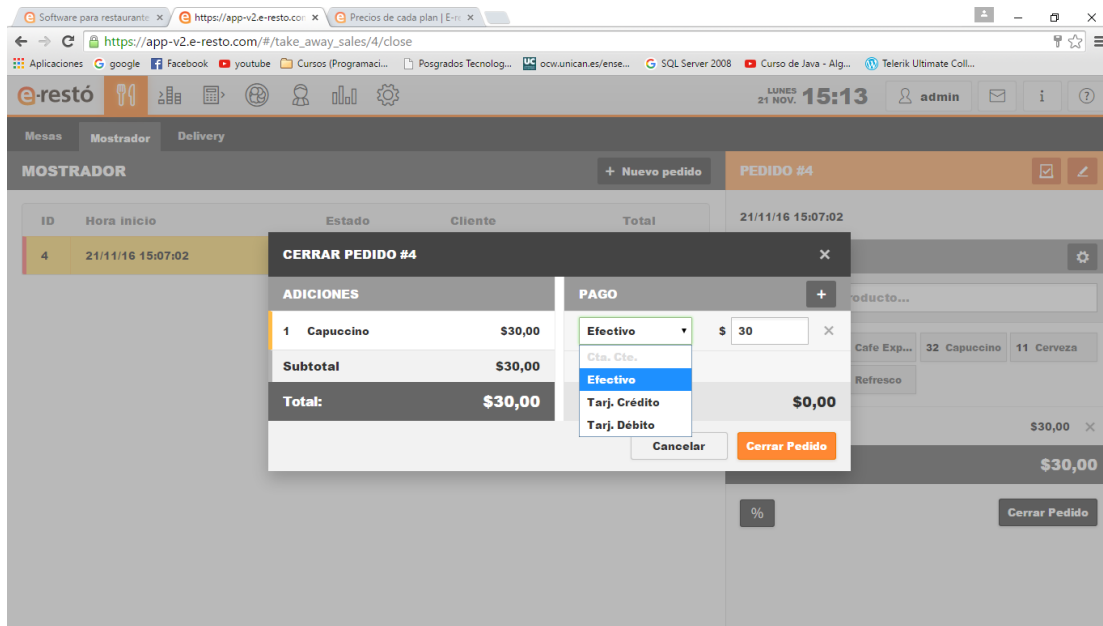 Software para restaurante
https://app-v2.e-resto.con
Precios de cada plan | E-re
https://app-v2.e-resto.com/#/take_away_sales/4/close
Aplicaciones google Facebook youtube Cursos (Programaci... Posgrados Tecnolog... UC ocw.unican.es/ense... SQL Server 2008 Curso de Java - Alg... Telerik Ultimate Coll...
e-restó
LUNES
21 NOV. 15:13 admin i ?
Mesas Mostrador Delivery
MOSTRADOR + Nuevo pedido PEDIDO #4
ID Hora inicio Estado Cliente Total
21/11/16 15:07:02
4 21/11/16 15:07:02
CERRAR PEDIDO #4 ×
ADICIONES PAGO +
oducto...
1 Capuccino $30,00 Efectivo $ 30 ×
Cafe Exp... 32 Capuccino 11 Cerveza
Refresco
Subtotal $30,00
Cta. Cte.
Efectivo
Tarj. Crédito
Tarj. Débito
Total: $30,00 $0,00
$30,00 ×
Cancelar Cerrar Pedido
$30,00
% Cerrar Pedido